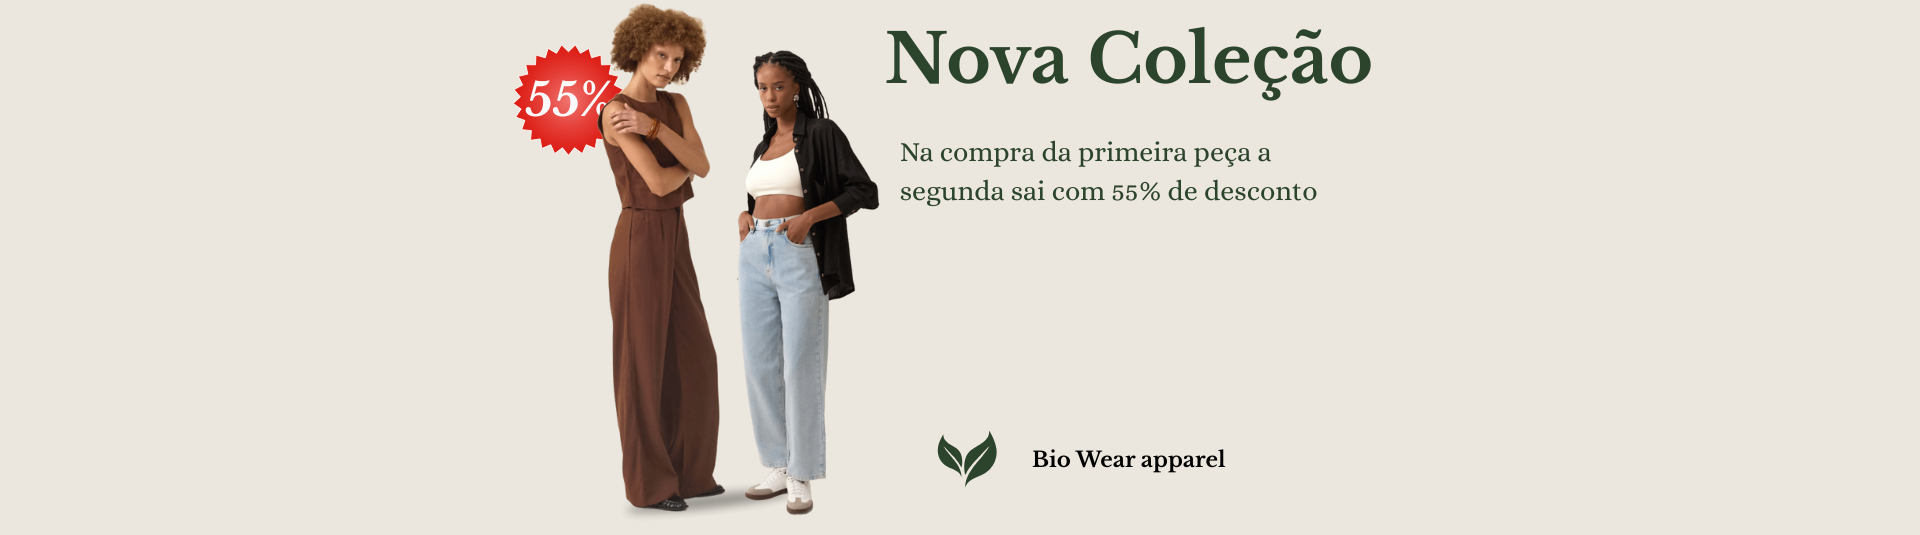 55%
Nova Coleção
Na compra da primeira peça a
segunda sai com 55% de desconto
Bio Wear apparel